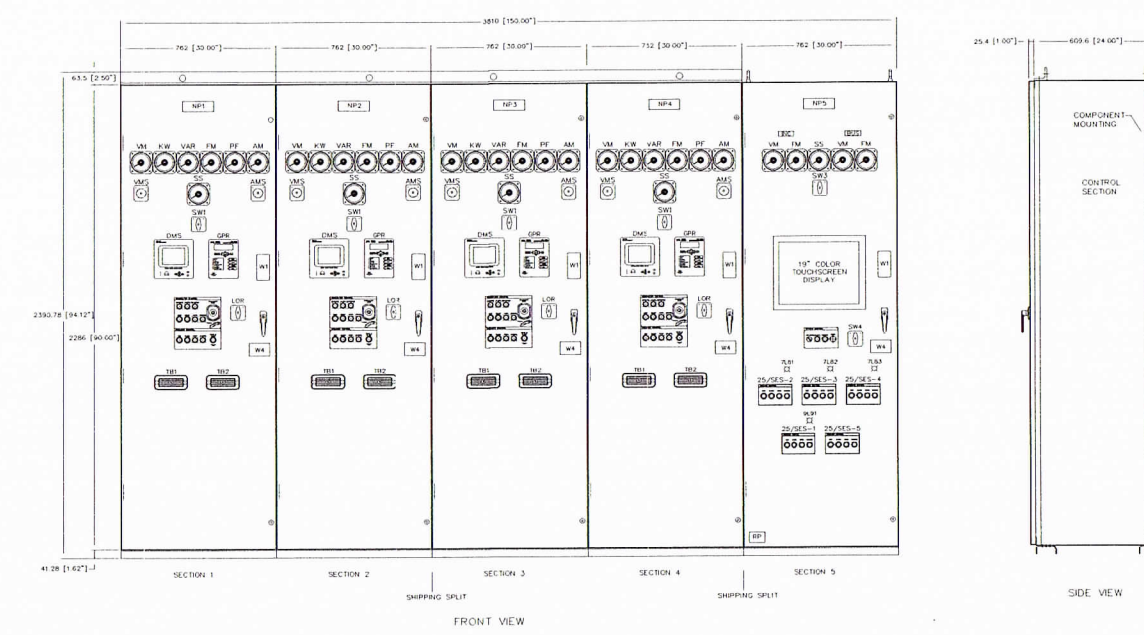 3810 [150.00"]
762 [30.00"] 762 [30.00"] 762 [30.00"] 752 [30.00"] 762 [30.00"]
25.4 [1.00"] 609.6 [24.00"]
63.5 [2.50"]
NP1 NP2 NP3 NP4 NP5
COMPONENT MOUNTING
INC BUS
VM KW VAR FM PF AM VM KW VAR FM PF AM VM KW VAR FM PF AM VM KW VAR FM PF AM VM FM SS VM FM
VMS SS AMS VMS SS AMS VMS SS AMS VMS SS AMS SW3
CONTROL SECTION
SW1 SW1 SW1 SW1
DMS GPR DMS GPR DMS GPR DMS GPR
W1 W1 W1 W1 W1
19" COLOR
TOUCHSCREEN
DISPLAY
LOR LOR LOR LOR
2390.78 [94.12"]
2286 [90.00"]
SW4
W4 W4 W4 W4 W4
TB1 TB2 TB1 TB2 TB1 TB2 TB1 TB2
7LB1 7LB2 7LB3
25/SES-2 25/SES-3 25/SES-4
9L91
25/SES-1 25/SES-5
RP
41.28 [1.62"]
SECTION 1 SECTION 2 SECTION 3 SECTION 4 SECTION 5
SHIPPING SPLIT SHIPPING SPLIT
SIDE VIEW
FRONT VIEW